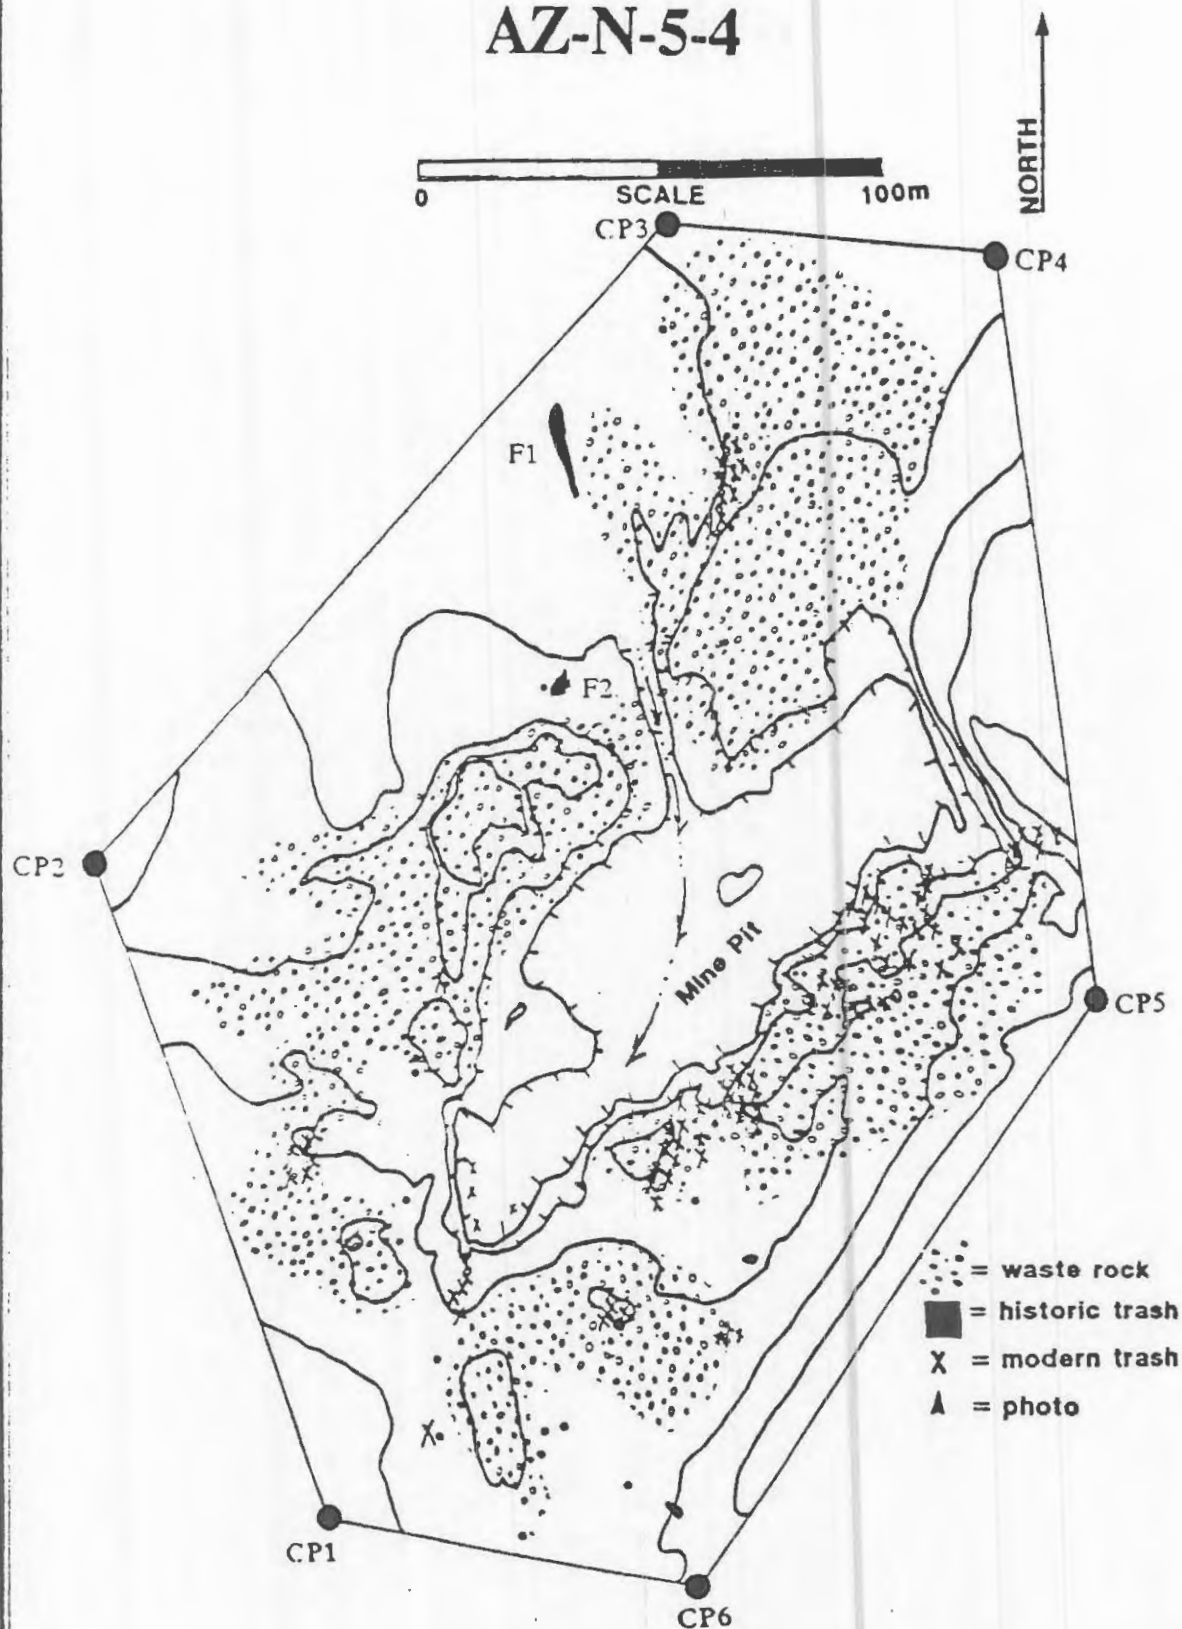 AZ-N-5-4
NORTH
0 SCALE 100m
CP3
CP4
F1
F2
CP2
Mine Pit
CP5
= waste rock
= historic trash
X = modern trash
= photo
CP1
CP6